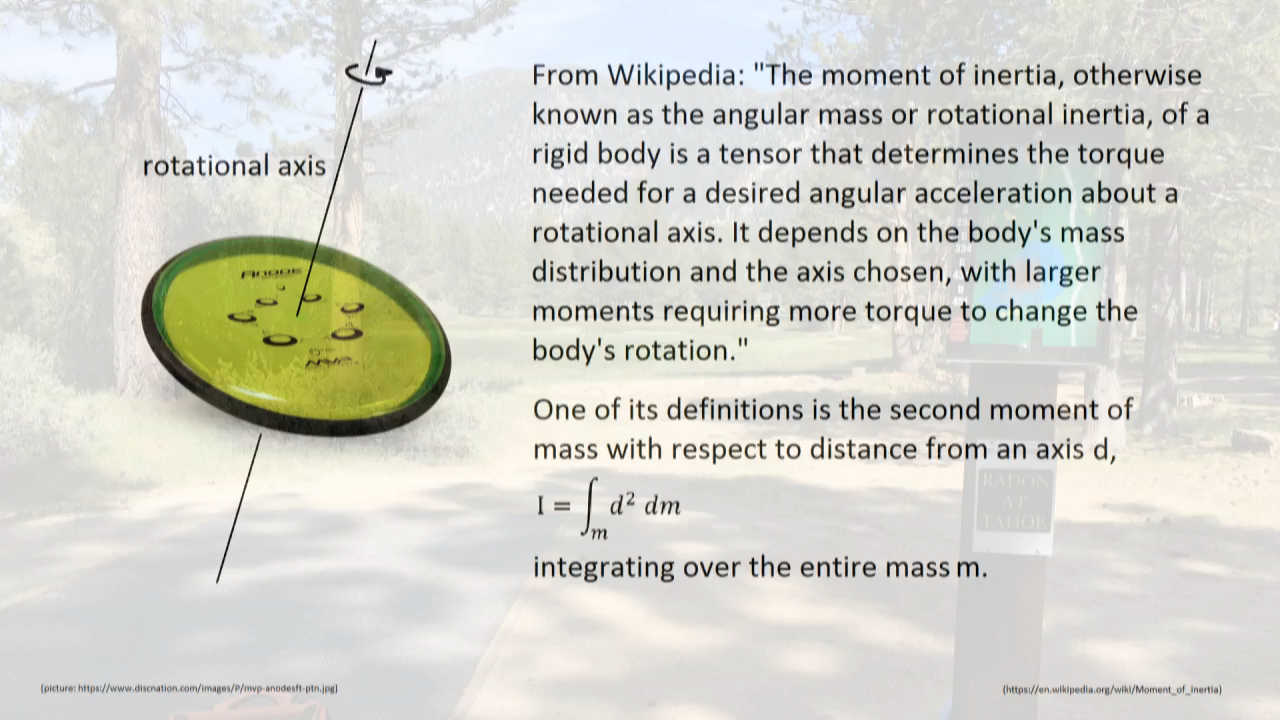 rotational axis
ANODE
MVP
From Wikipedia: "The moment of inertia, otherwise
known as the angular mass or rotational inertia, of a
rigid body is a tensor that determines the torque
needed for a desired angular acceleration about a
rotational axis. It depends on the body's mass
distribution and the axis chosen, with larger
moments requiring more torque to change the
body's rotation."
One of its definitions is the second moment of
mass with respect to distance from an axis d,
I = ∫ₘ d² dm
integrating over the entire mass m.
RADON
AT
TAHOE
[picture: https://www.discnation.com/images/P/mvp-anodesft-ptn.jpg]
(https://en.wikipedia.org/wiki/Moment_of_inertia)